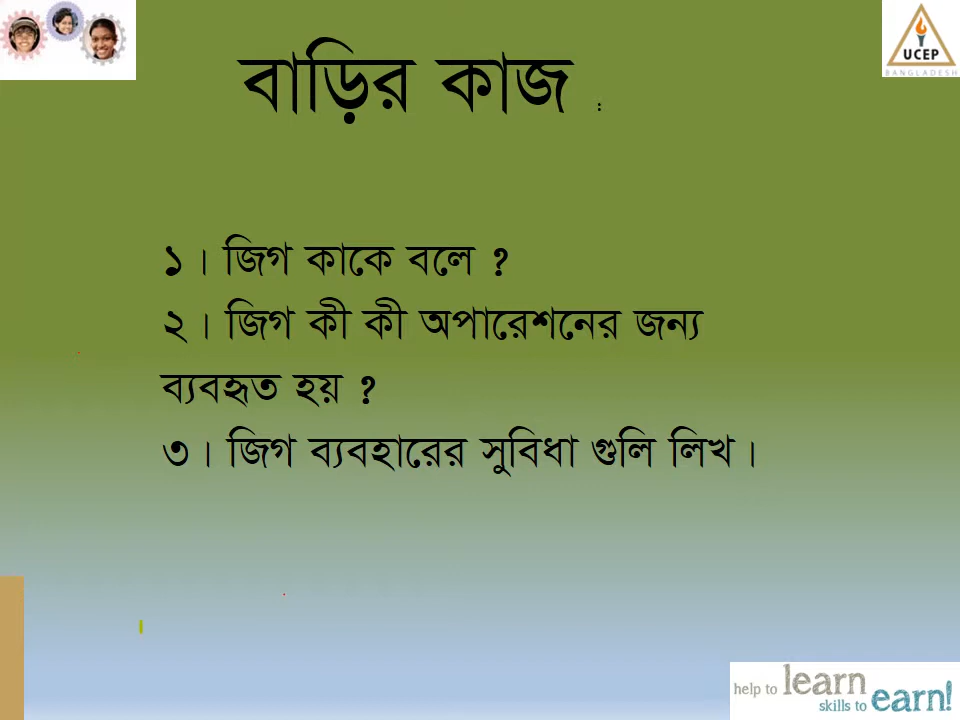 UCEP
BANGLADESH
বাড়ির কাজ :
১। জিগ কাকে বলে ?
২। জিগ কী কী অপারেশনের জন্য
ব্যবহৃত হয় ?
৩। জিগ ব্যবহারের সুবিধা গুলি লিখ।
help to learn
skills to earn!